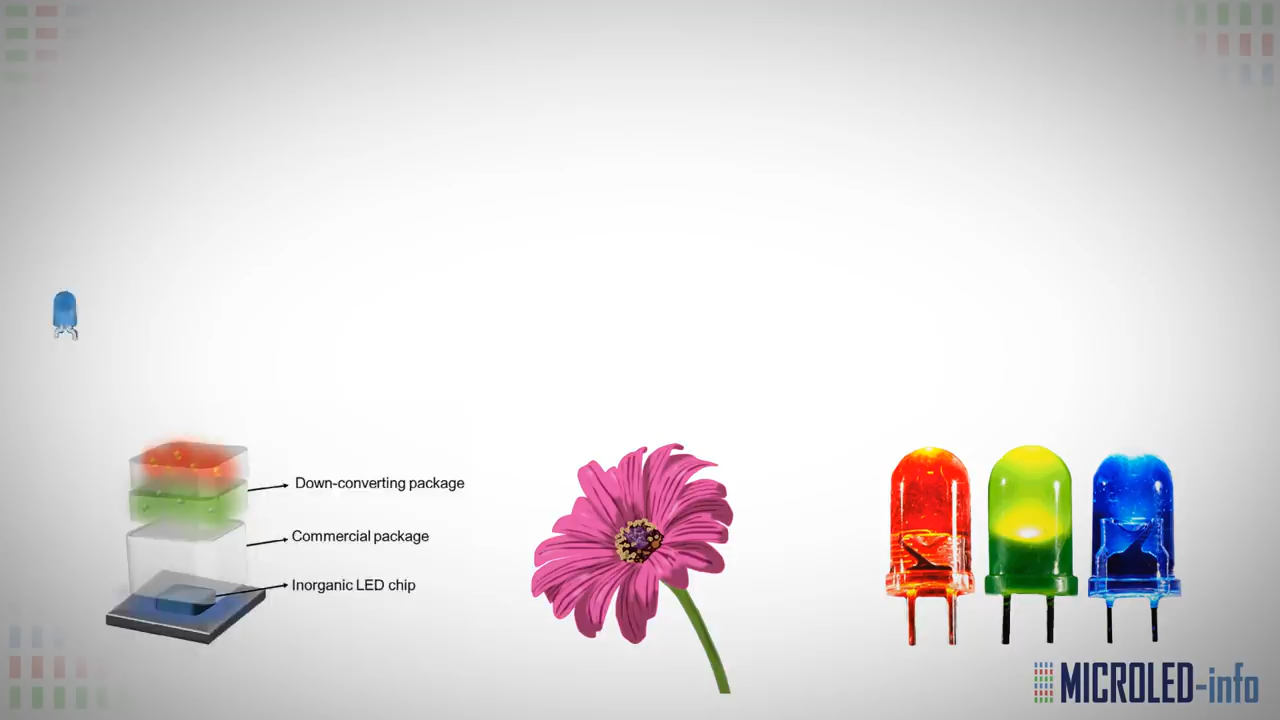 Down-converting package
Commercial package
Inorganic LED chip
MICROLED-info